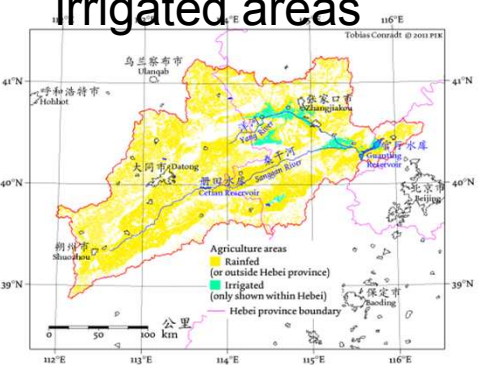 Irrigated areas
112°E 113°E 114°E 115°E 116°E
Tobias Conradt © 2011 PIK
乌兰察布市
Ulanqab
41°N 41°N
呼和浩特市
Hohhot
张家口市
Zhangjiakou
洋河
Yang River
官厅水库
Guanting
Reservoir
桑干河
Sanggan River
大同市
Datong
册田水库
Cetian Reservoir
40°N 40°N
北京市
Beijing
朔州市
Shuozhou
Agriculture areas
Rainfed
(or outside Hebei province)
Irrigated
(only shown within Hebei)
Hebei province boundary
39°N 39°N
保定市
Baoding
0 50 100 公里
km
112°E 113°E 114°E 115°E 116°E